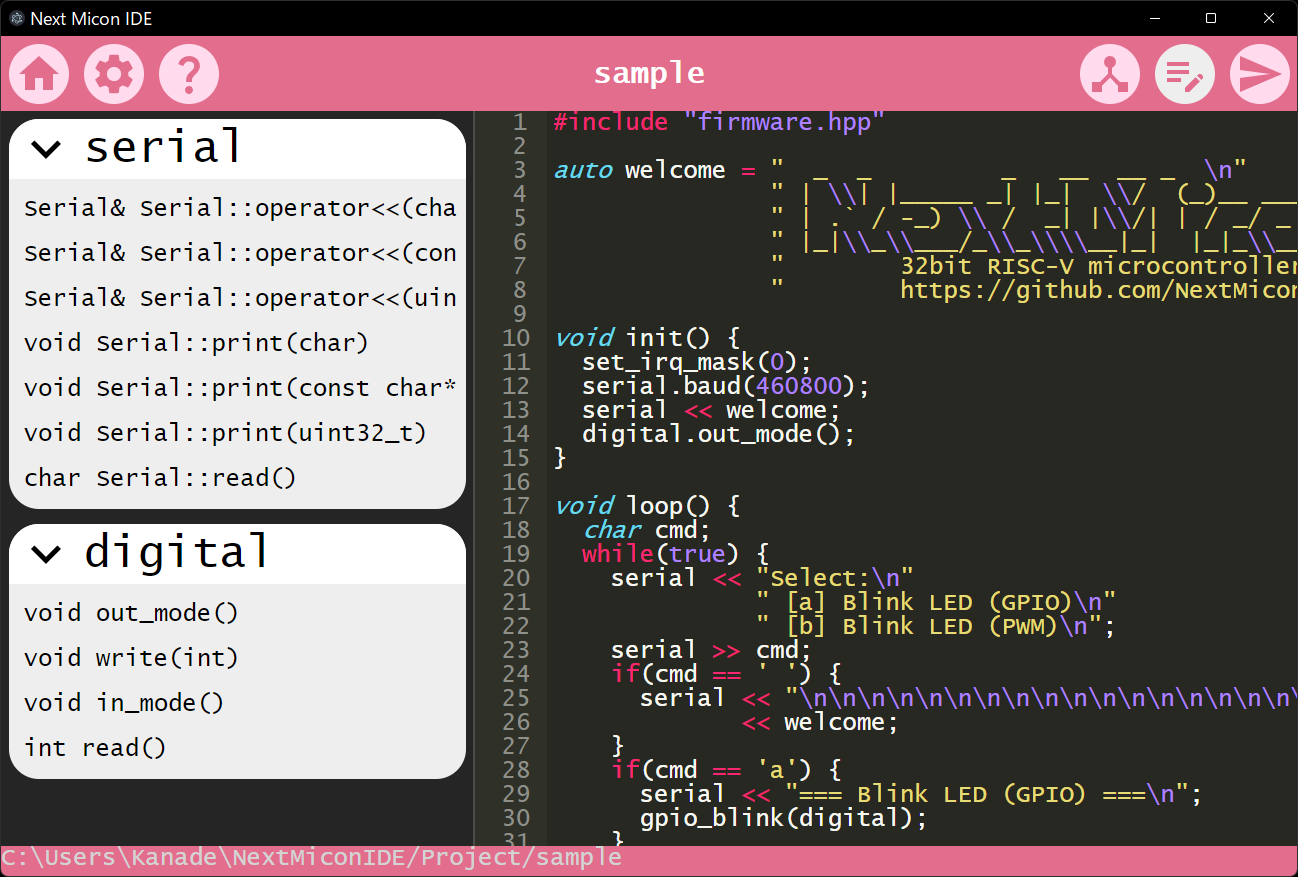 Next Micon IDE
sample
serial
Serial& Serial::operator<<(cha
Serial& Serial::operator<<(con
Serial& Serial::operator<<(uin
void Serial::print(char)
void Serial::print(const char*
void Serial::print(uint32_t)
char Serial::read()
digital
void out_mode()
void write(int)
void in_mode()
int read()
1 #include "firmware.hpp"
2
3 auto welcome = "  _  _         _   __  __ _  \n"
4                " | \\| |_____ _| |_|  \\/  (_)__ ___
5                " | .` / -_) \\ /  _| |\\/| | / _/ _
6                " |_|\\_\\___/_\\_\\\\__|_|  |_|_\\__
7                "        32bit RISC-V microcontroller
8                "        https://github.com/NextMicon
9
10 void init() {
11   set_irq_mask(0);
12   serial.baud(460800);
13   serial << welcome;
14   digital.out_mode();
15 }
16
17 void loop() {
18   char cmd;
19   while(true) {
20     serial << "Select:\n"
21               " [a] Blink LED (GPIO)\n"
22               " [b] Blink LED (PWM)\n";
23     serial >> cmd;
24     if(cmd == ' ') {
25       serial << "\n\n\n\n\n\n\n\n\n\n\n\n\n\n\n\n\n\
26              << welcome;
27     }
28     if(cmd == 'a') {
29       serial << "=== Blink LED (GPIO) ===\n";
30       gpio_blink(digital);
31     }
C:\Users\Kanade\NextMiconIDE/Project/sample